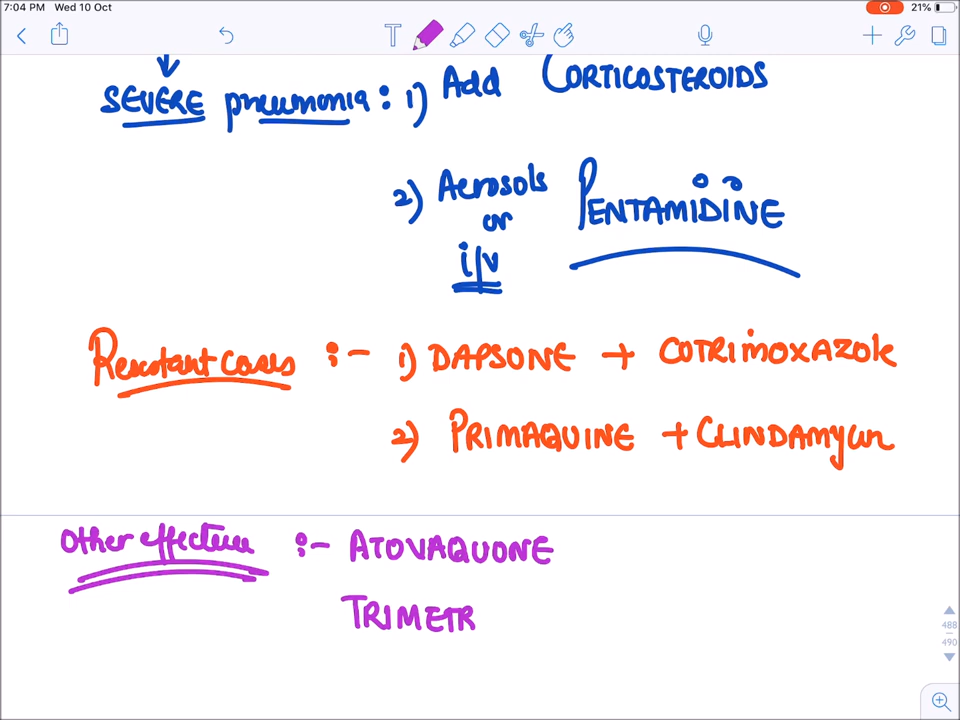 7:04 PM Wed 10 Oct 21%
SEVERE pneumonia : 1) Add CORTICOSTEROIDS
2) Aerosols PENTAMIDINE
or
i/v
Resistant cases :- 1) DAPSONE + COTRIMOXAZOLE
2) PRIMAQUINE + CLINDAMYCIN
Other effective :- ATOVAQUONE
TRIMETR
488
490